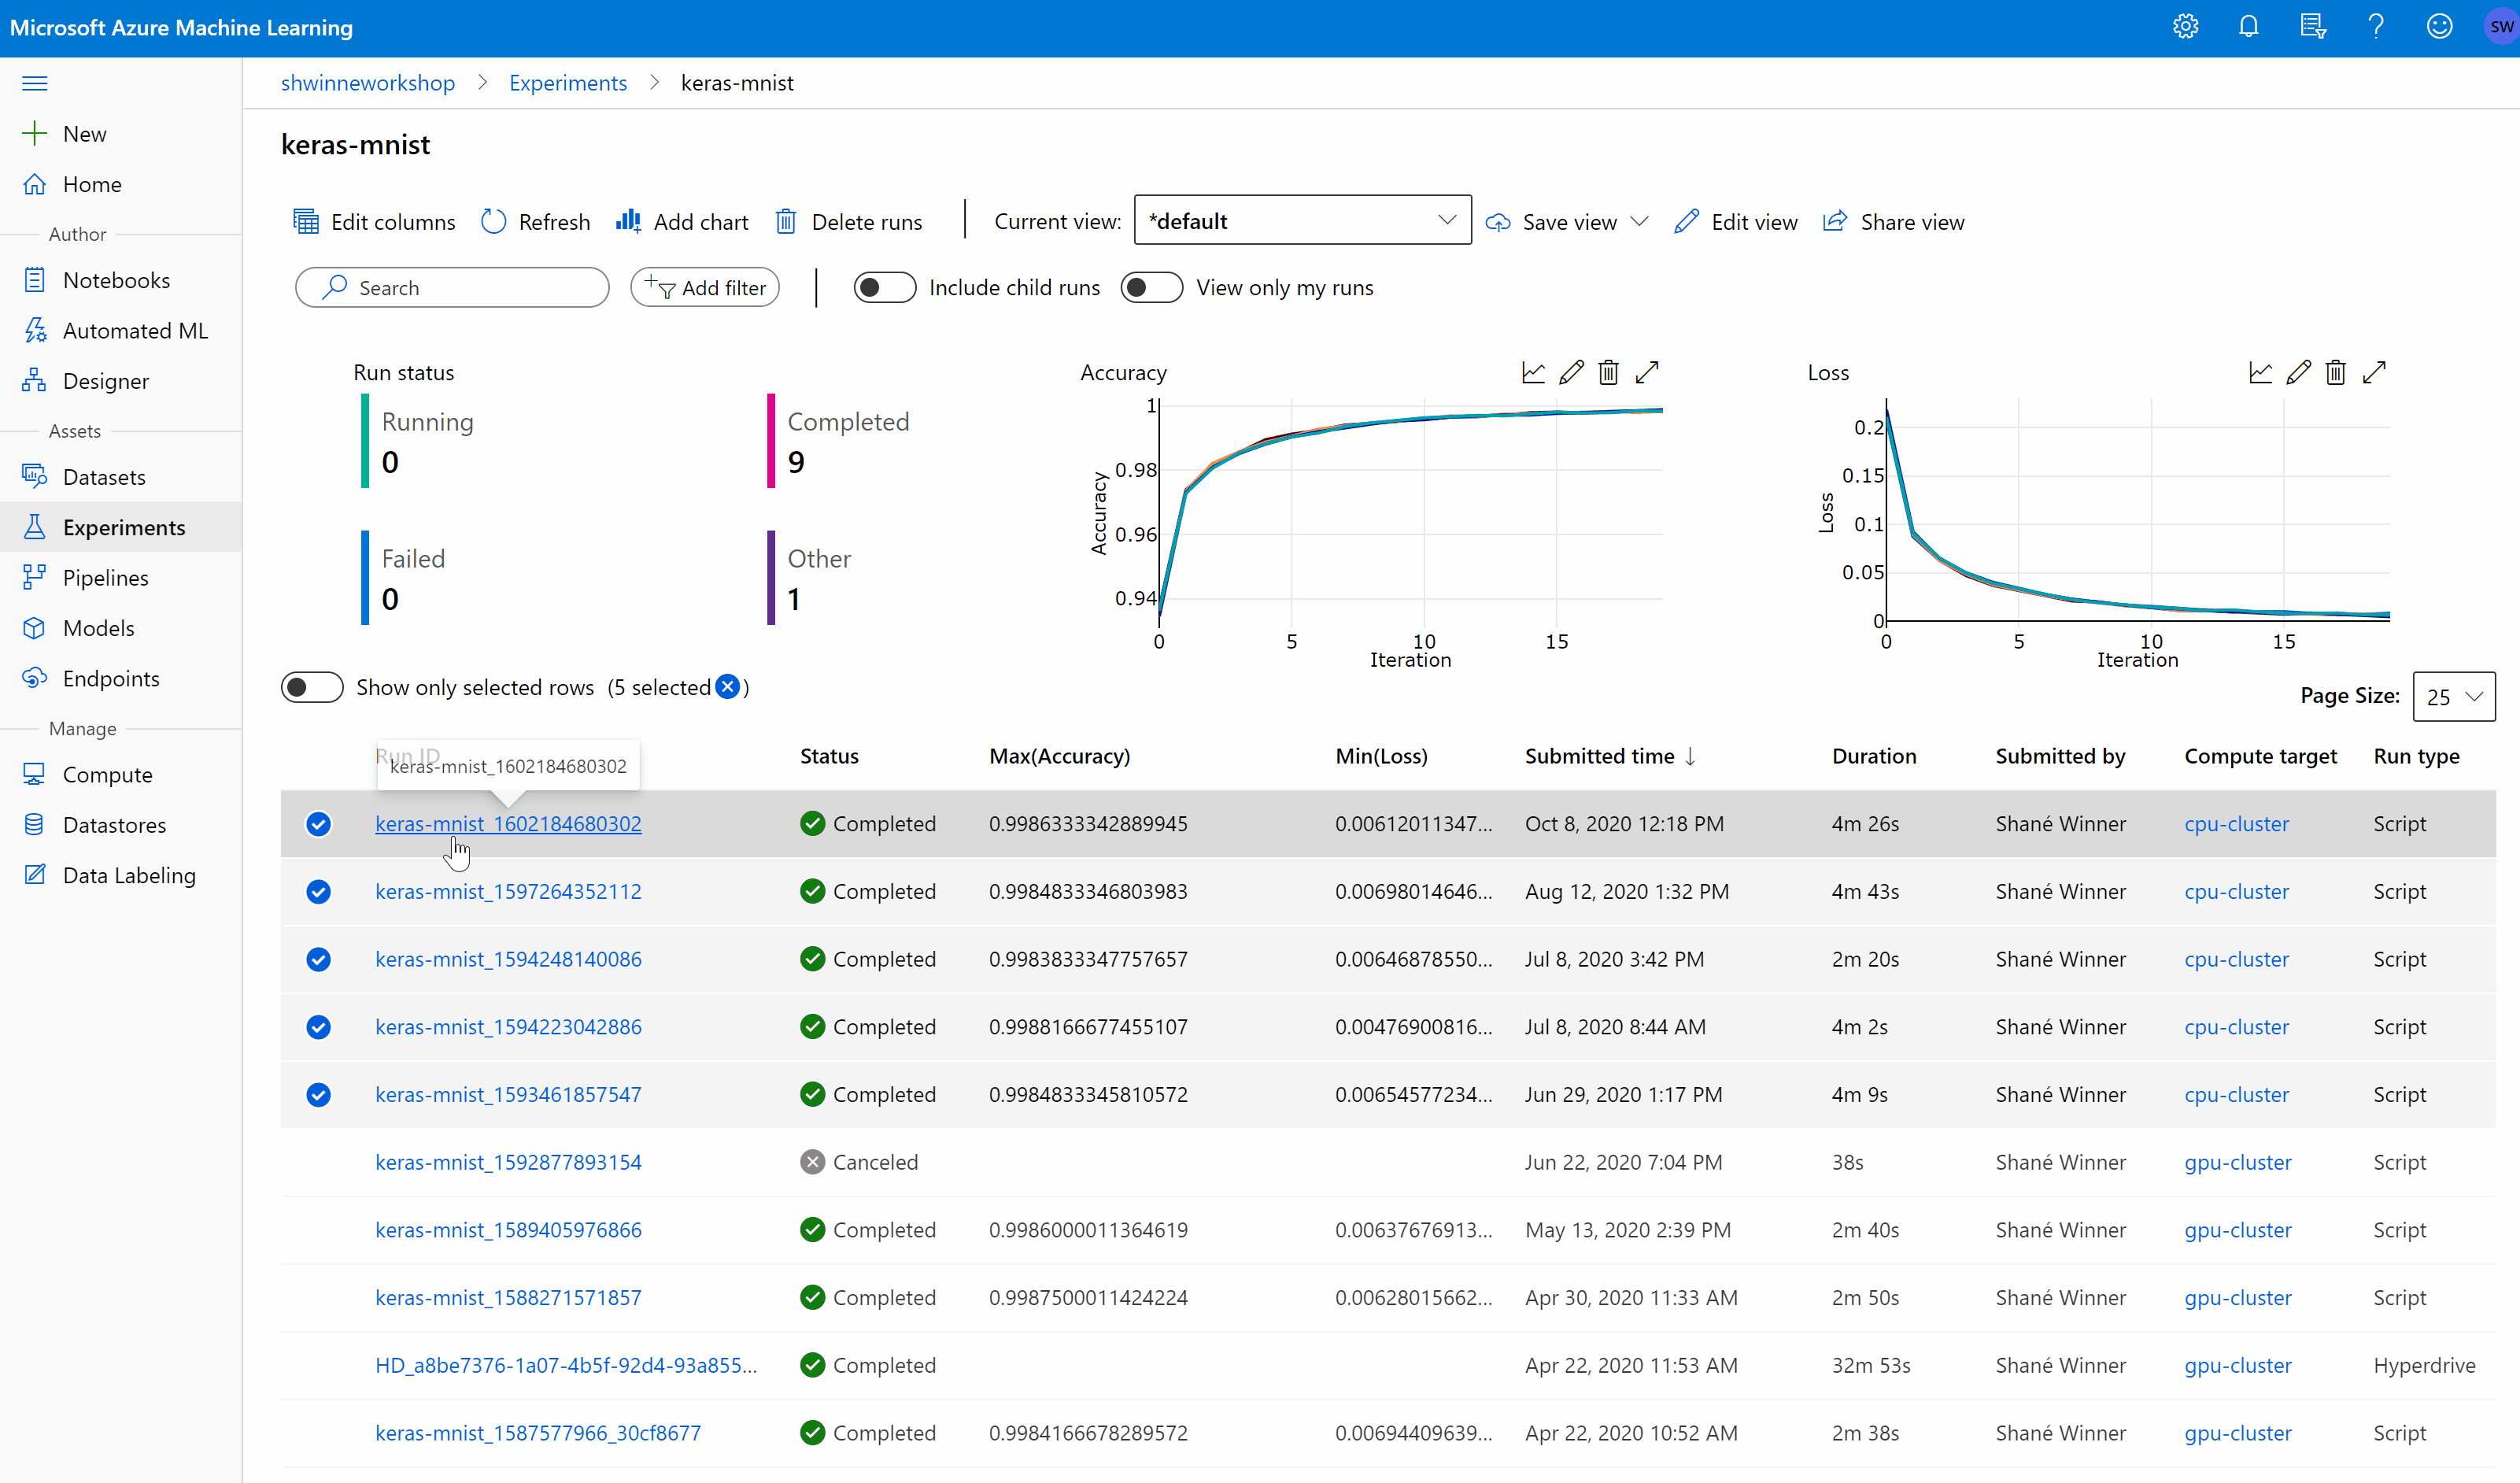 Microsoft Azure Machine Learning
SW
shwinneworkshop > Experiments > keras-mnist
New
Home
Author
Notebooks
Automated ML
Designer
Assets
Datasets
Experiments
Pipelines
Models
Endpoints
Manage
Compute
Datastores
Data Labeling
keras-mnist
Edit columns Refresh Add chart Delete runs Current view: *default Save view Edit view Share view
Search Add filter Include child runs View only my runs
Run status
Running
0
Completed
9
Failed
0
Other
1
Accuracy
1
0.98
0.96
0.94
Accuracy
0 5 10 15
Iteration
Loss
0.2
0.15
0.1
0.05
0
Loss
0 5 10 15
Iteration
Show only selected rows (5 selected )
Page Size: 25
Run ID Status Max(Accuracy) Min(Loss) Submitted time ↓ Duration Submitted by Compute target Run type
keras-mnist_1602184680302
keras-mnist_1602184680302 Completed 0.9986333342889945 0.00612011347... Oct 8, 2020 12:18 PM 4m 26s Shané Winner cpu-cluster Script
keras-mnist_1597264352112 Completed 0.9984833346803983 0.00698014646... Aug 12, 2020 1:32 PM 4m 43s Shané Winner cpu-cluster Script
keras-mnist_1594248140086 Completed 0.9983833347757657 0.00646878550... Jul 8, 2020 3:42 PM 2m 20s Shané Winner cpu-cluster Script
keras-mnist_1594223042886 Completed 0.9988166677455107 0.00476900816... Jul 8, 2020 8:44 AM 4m 2s Shané Winner cpu-cluster Script
keras-mnist_1593461857547 Completed 0.9984833345810572 0.00654577234... Jun 29, 2020 1:17 PM 4m 9s Shané Winner cpu-cluster Script
keras-mnist_1592877893154 Canceled Jun 22, 2020 7:04 PM 38s Shané Winner gpu-cluster Script
keras-mnist_1589405976866 Completed 0.9986000011364619 0.00637676913... May 13, 2020 2:39 PM 2m 40s Shané Winner gpu-cluster Script
keras-mnist_1588271571857 Completed 0.9987500011424224 0.00628015662... Apr 30, 2020 11:33 AM 2m 50s Shané Winner gpu-cluster Script
HD_a8be7376-1a07-4b5f-92d4-93a855... Completed Apr 22, 2020 11:53 AM 32m 53s Shané Winner gpu-cluster Hyperdrive
keras-mnist_1587577966_30cf8677 Completed 0.9984166678289572 0.00694409639... Apr 22, 2020 10:52 AM 2m 38s Shané Winner gpu-cluster Script